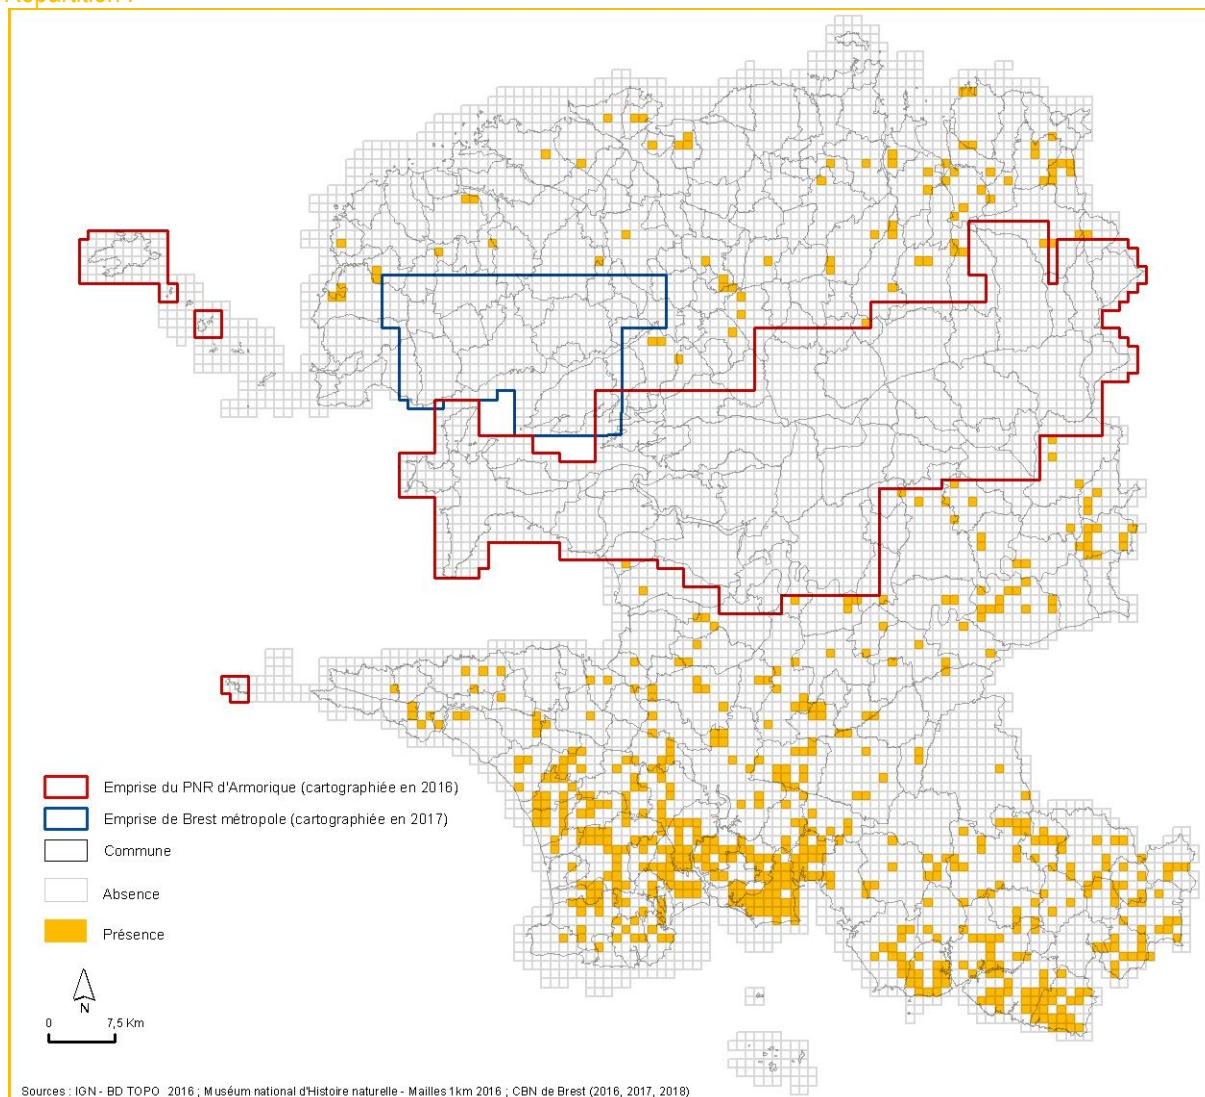 Répartition :
Emprise du PNR d'Armorique (cartographiée en 2016)
Emprise de Brest métropole (cartographiée en 2017)
Commune
Absence
Présence
N
0 7,5 Km
Sources : IGN - BD TOPO 2016 ; Muséum national d'Histoire naturelle - Mailles 1km 2016 ; CBN de Brest (2016, 2017, 2018)